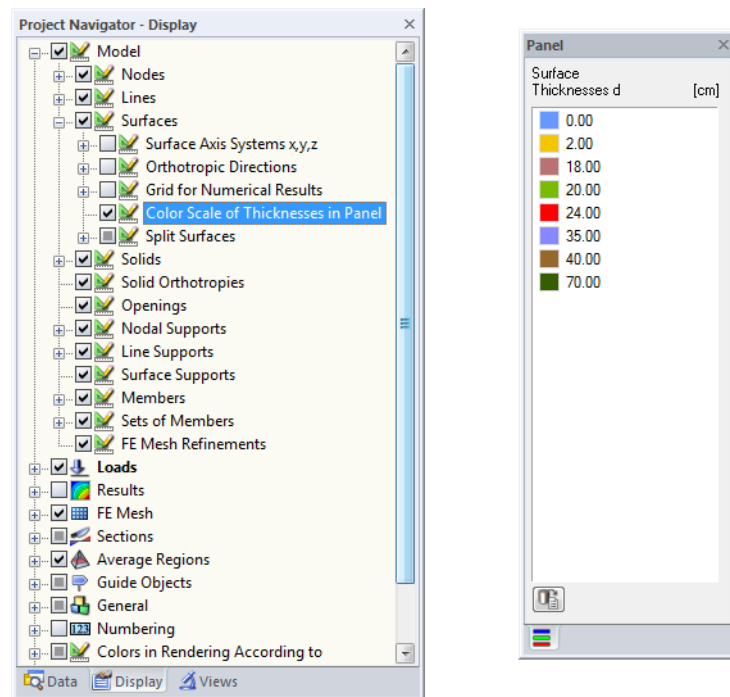 Project Navigator - Display
Model
Nodes
Lines
Surfaces
Surface Axis Systems x,y,z
Orthotropic Directions
Grid for Numerical Results
Color Scale of Thicknesses in Panel
Split Surfaces
Solids
Solid Orthotropies
Openings
Nodal Supports
Line Supports
Surface Supports
Members
Sets of Members
FE Mesh Refinements
Loads
Results
FE Mesh
Sections
Average Regions
Guide Objects
General
123 Numbering
Colors in Rendering According to
Data Display Views
Panel
Surface
Thicknesses d [cm]
0.00
2.00
18.00
20.00
24.00
35.00
40.00
70.00